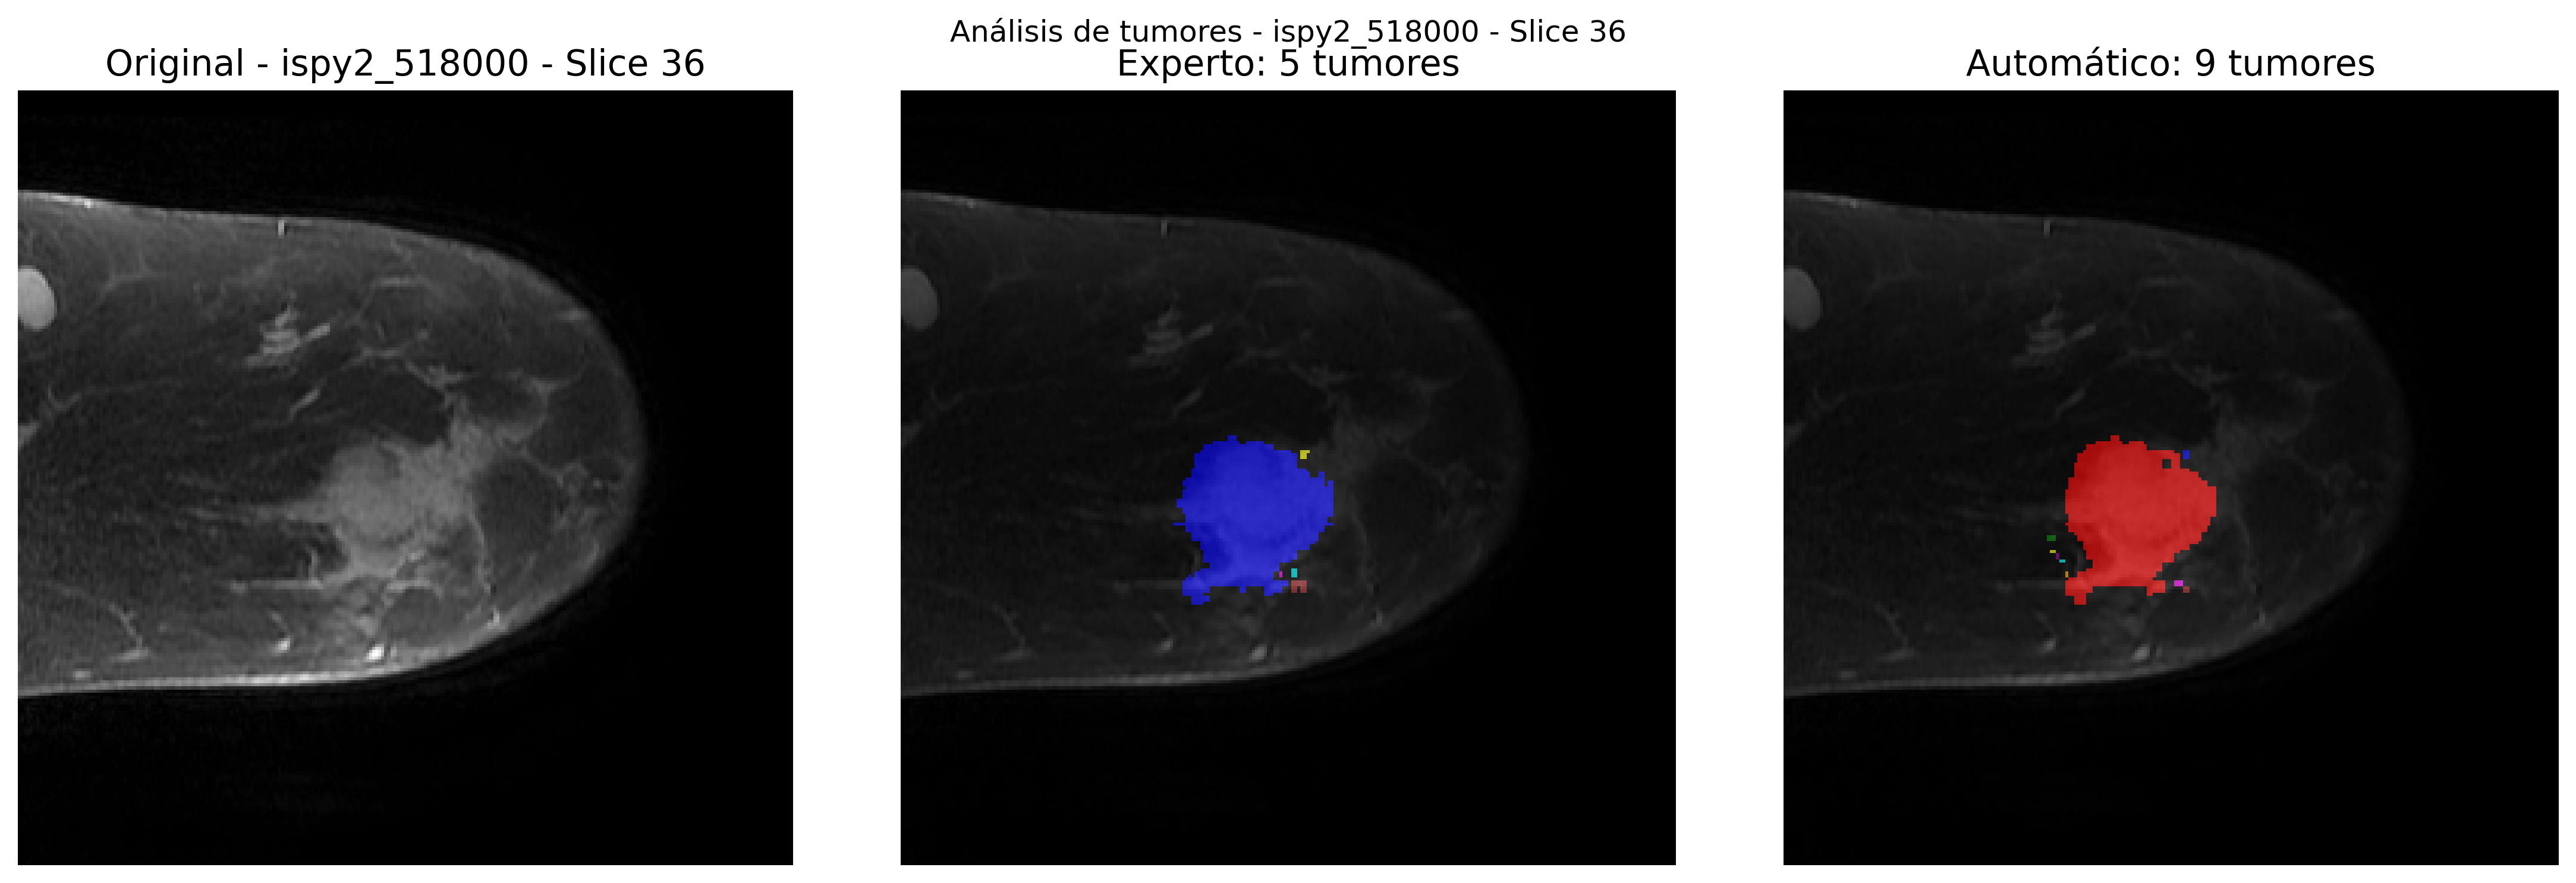 Análisis de tumores - ispy2_518000 - Slice 36
Original - ispy2_518000 - Slice 36
Experto: 5 tumores
Automático: 9 tumores